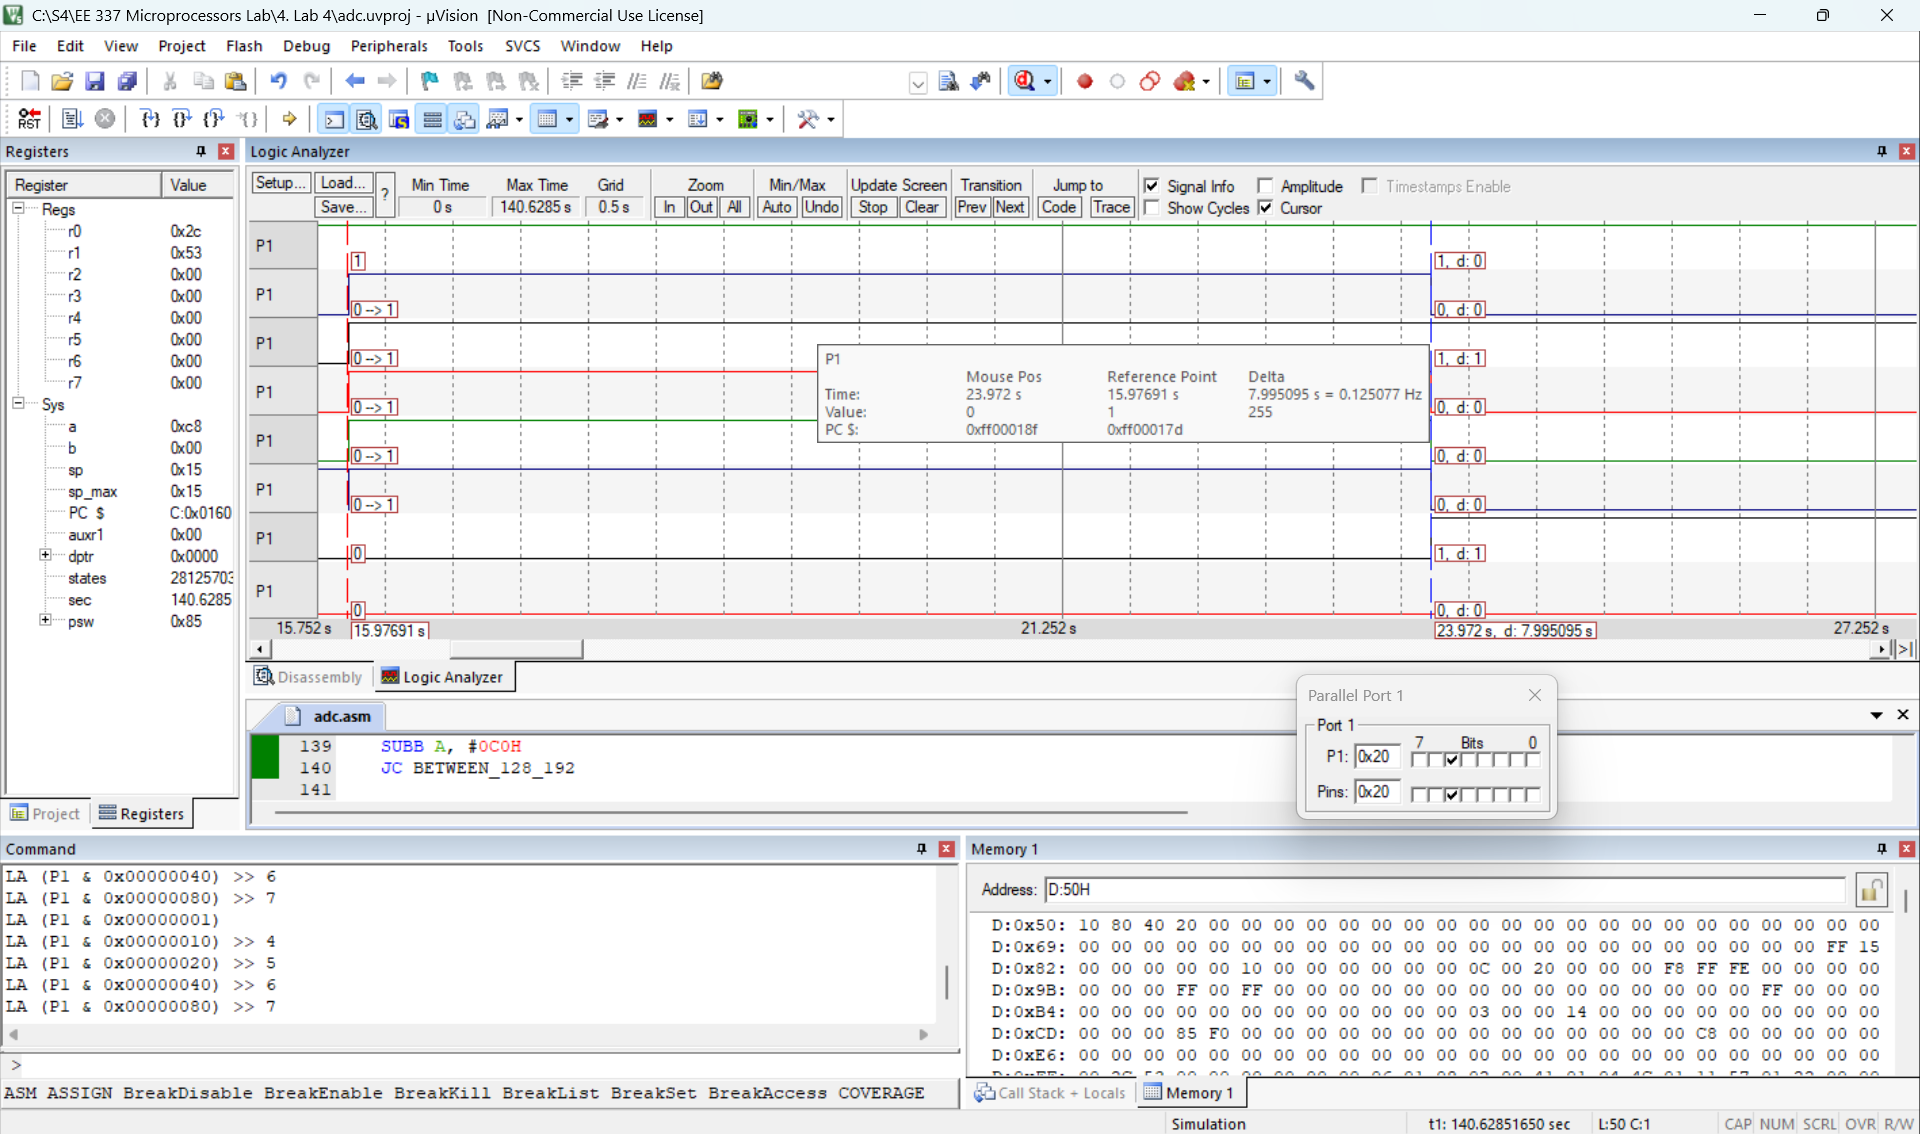 C:\S4\EE 337 Microprocessors Lab\4. Lab 4\adc.uvproj - µVision  [Non-Commercial Use License]
File Edit View Project Flash Debug Peripherals Tools SVCS Window Help
RST
Registers
Register Value
Regs
r0 0x2c
r1 0x53
r2 0x00
r3 0x00
r4 0x00
r5 0x00
r6 0x00
r7 0x00
Sys
a 0xc8
b 0x00
sp 0x15
sp_max 0x15
PC $ C:0x0160
auxr1 0x00
dptr 0x0000
states 28125703
sec 140.6285
psw 0x85
Project Registers
Logic Analyzer
Setup... Load... ? Min Time Max Time Grid Zoom Min/Max Update Screen Transition Jump to Signal Info Amplitude Timestamps Enable
Save... 0 s 140.6285 s 0.5 s In Out All Auto Undo Stop Clear Prev Next Code Trace Show Cycles Cursor
P1 1 1, d: 0
P1 0 --> 1 0, d: 0
P1 0 --> 1 1, d: 1
P1 0 --> 1 0, d: 0
P1 0 --> 1 0, d: 0
P1 0 --> 1 0, d: 0
P1 0 1, d: 1
P1 0 0, d: 0
P1
Mouse Pos Reference Point Delta
Time: 23.972 s 15.97691 s 7.995095 s = 0.125077 Hz
Value: 0 1 255
PC $: 0xff00018f 0xff00017d
15.752 s 15.97691 s 21.252 s 23.972 s, d: 7.995095 s 27.252 s
Disassembly Logic Analyzer
adc.asm
139 SUBB A, #0C0H
140 JC BETWEEN_128_192
141
Parallel Port 1
Port 1
7 Bits 0
P1: 0x20
Pins: 0x20
Command
LA (P1 & 0x00000040) >> 6
LA (P1 & 0x00000080) >> 7
LA (P1 & 0x00000001)
LA (P1 & 0x00000010) >> 4
LA (P1 & 0x00000020) >> 5
LA (P1 & 0x00000040) >> 6
LA (P1 & 0x00000080) >> 7
>
ASM ASSIGN BreakDisable BreakEnable BreakKill BreakList BreakSet BreakAccess COVERAGE
Memory 1
Address: D:50H
D:0x50: 10 80 40 20 00 00 00 00 00 00 00 00 00 00 00 00 00 00 00 00 00 00 00 00 00
D:0x69: 00 00 00 00 00 00 00 00 00 00 00 00 00 00 00 00 00 00 00 00 00 00 00 FF 15
D:0x82: 00 00 00 00 00 10 00 00 00 00 00 00 0C 00 20 00 00 00 F8 FF FE 00 00 00 00
D:0x9B: 00 00 00 FF 00 FF 00 00 00 00 00 00 00 00 00 00 00 00 00 00 00 FF 00 00 00
D:0xB4: 00 00 00 00 00 00 00 00 00 00 00 00 03 00 00 14 00 00 00 00 00 00 00 00 00
D:0xCD: 00 00 00 85 F0 00 00 00 00 00 00 00 00 00 00 00 00 00 00 C8 00 00 00 00 00
D:0xE6: 00 00 00 00 00 00 00 00 00 00 00 00 00 00 00 00 00 00 00 00 00 00 00 00 00
Call Stack + Locals Memory 1
Simulation t1: 140.62851650 sec L:50 C:1 CAP NUM SCRL OVR R/W